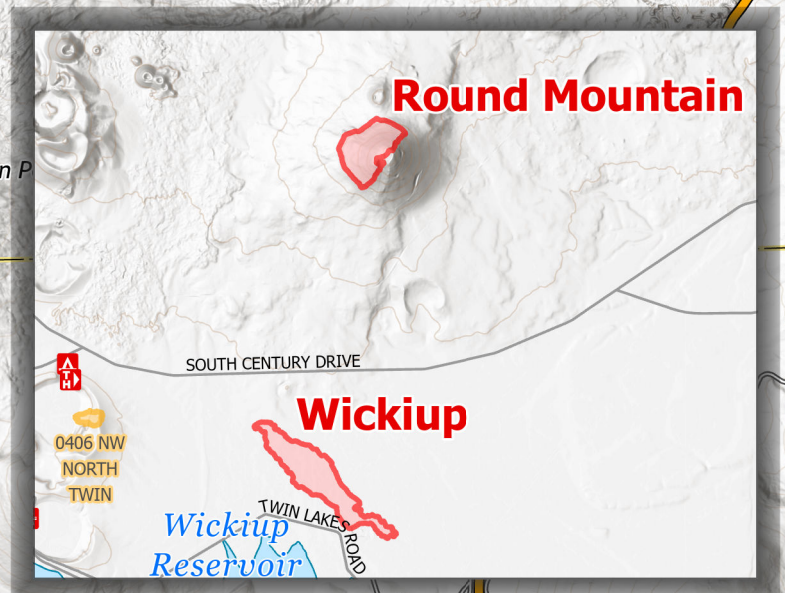 Round Mountain
n P
SOUTH CENTURY DRIVE
Wickiup
0406 NW
NORTH
TWIN
TWIN LAKES ROAD
Wickiup
Reservoir